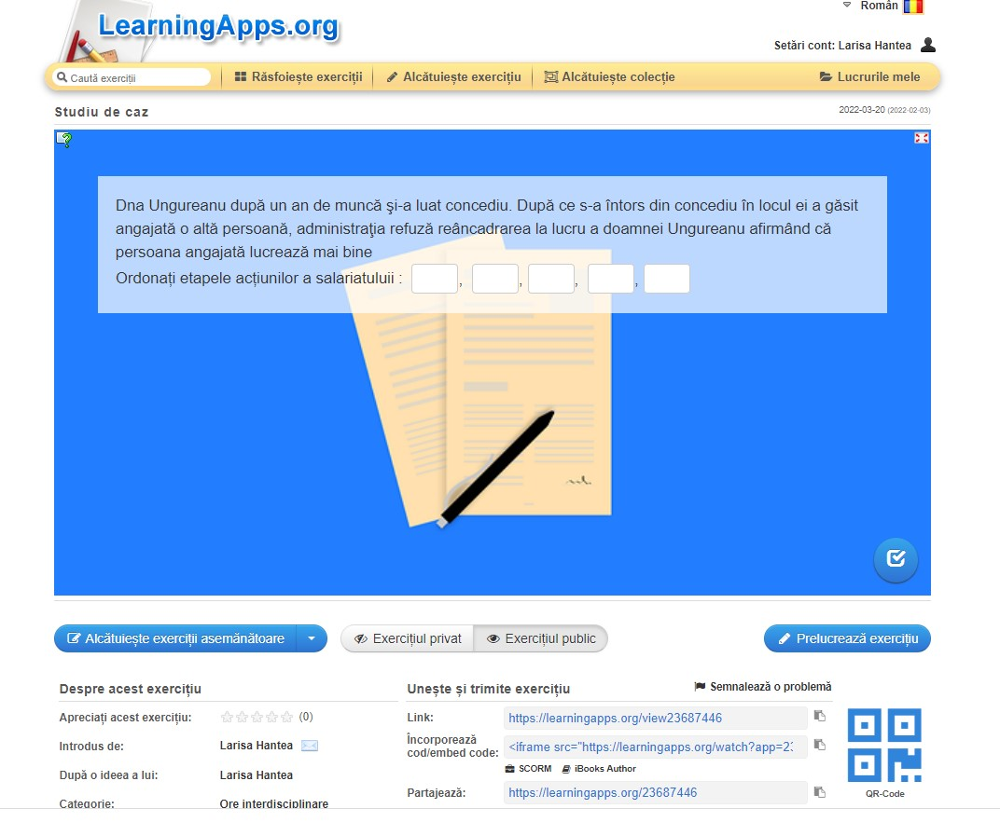 LearningApps.org
Român
Setări cont: Larisa Hantea
Caută exerciții
Răsfoiește exerciții
Alcătuiește exercițiu
Alcătuiește colecție
Lucrurile mele
Studiu de caz
2022-03-20 (2022-02-03)
Dna Ungureanu după un an de muncă şi-a luat concediu. După ce s-a întors din concediu în locul ei a găsit
angajată o altă persoană, administraţia refuză reâncadrarea la lucru a doamnei Ungureanu afirmând că
persoana angajată lucrează mai bine
Ordonați etapele acțiunilor a salariatuluii : , , , ,
Alcătuiește exerciții asemănătoare
Exercițiul privat
Exercițiul public
Prelucrează exercițiu
Despre acest exercițiu
Unește și trimite exercițiu
Semnalează o problemă
Apreciați acest exercițiu: (0)
Link: https://learningapps.org/view23687446
Introdus de: Larisa Hantea
Încorporează
cod/embed code: <iframe src="https://learningapps.org/watch?app=23
SCORM iBooks Author
După o ideea a lui: Larisa Hantea
Partajează: https://learningapps.org/23687446
QR-Code
Categorie: Ore interdisciplinare